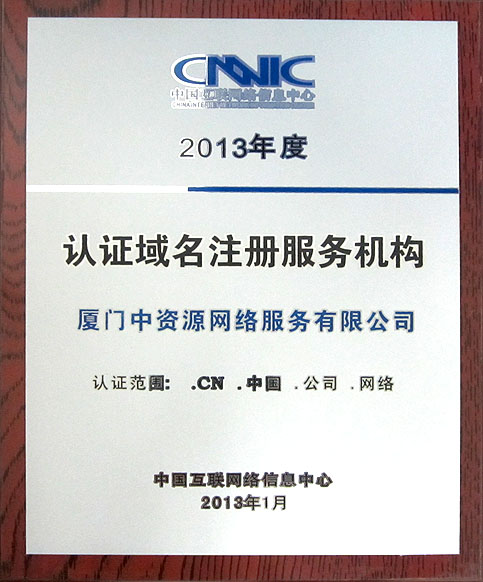 CNNIC
中国互联网络信息中心
2013年度
认证域名注册服务机构
厦门中资源网络服务有限公司
认证范围: .CN .中国 .公司 .网络
中国互联网络信息中心
2013年1月